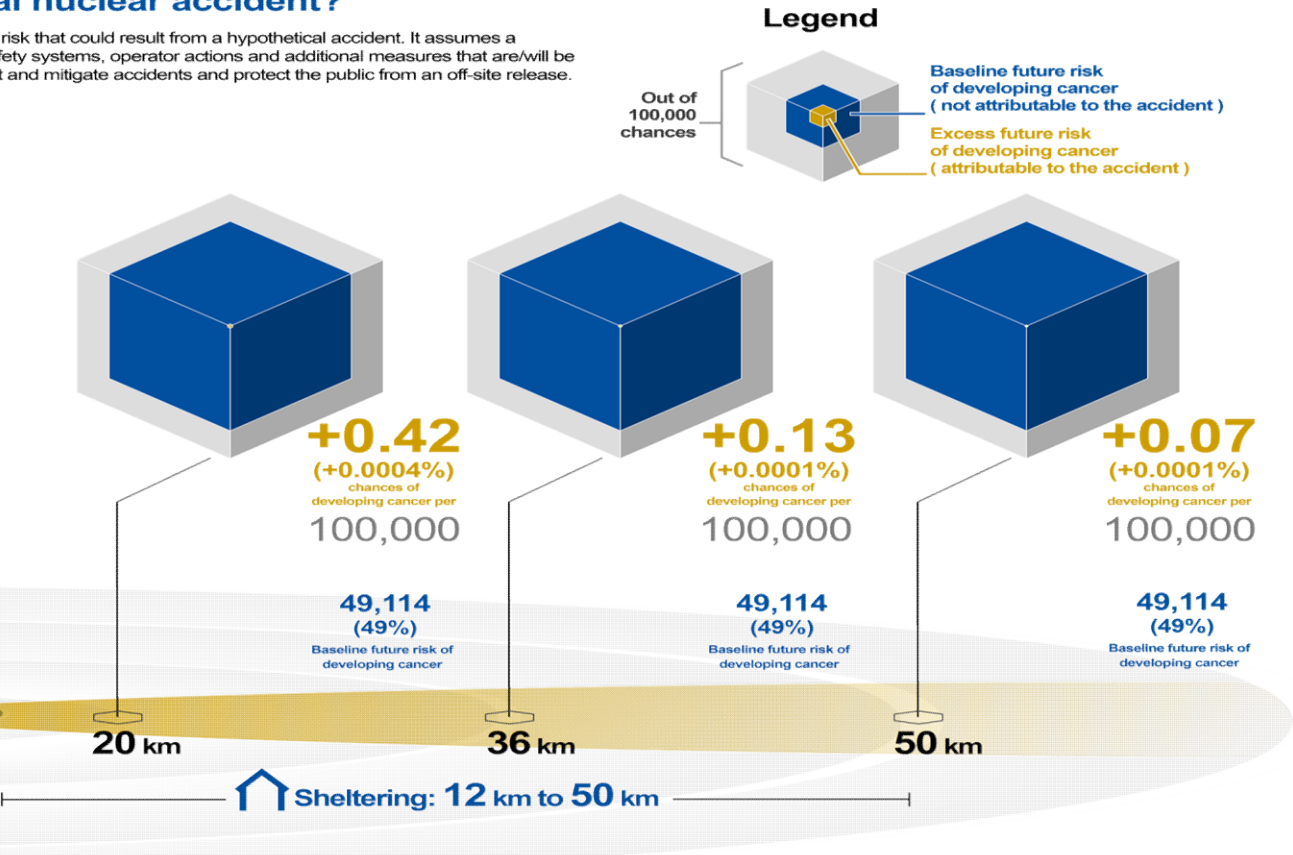 al nuclear accident?
risk that could result from a hypothetical accident. It assumes a
fety systems, operator actions and additional measures that are/will be
t and mitigate accidents and protect the public from an off-site release.
Legend
Out of
100,000
chances
Baseline future risk
of developing cancer
( not attributable to the accident )
Excess future risk
of developing cancer
( attributable to the accident )
+0.42
(+0.0004%)
chances of
developing cancer per
100,000
49,114
(49%)
Baseline future risk of
developing cancer
+0.13
(+0.0001%)
chances of
developing cancer per
100,000
49,114
(49%)
Baseline future risk of
developing cancer
+0.07
(+0.0001%)
chances of
developing cancer per
100,000
49,114
(49%)
Baseline future risk of
developing cancer
20 km
36 km
50 km
Sheltering: 12 km to 50 km